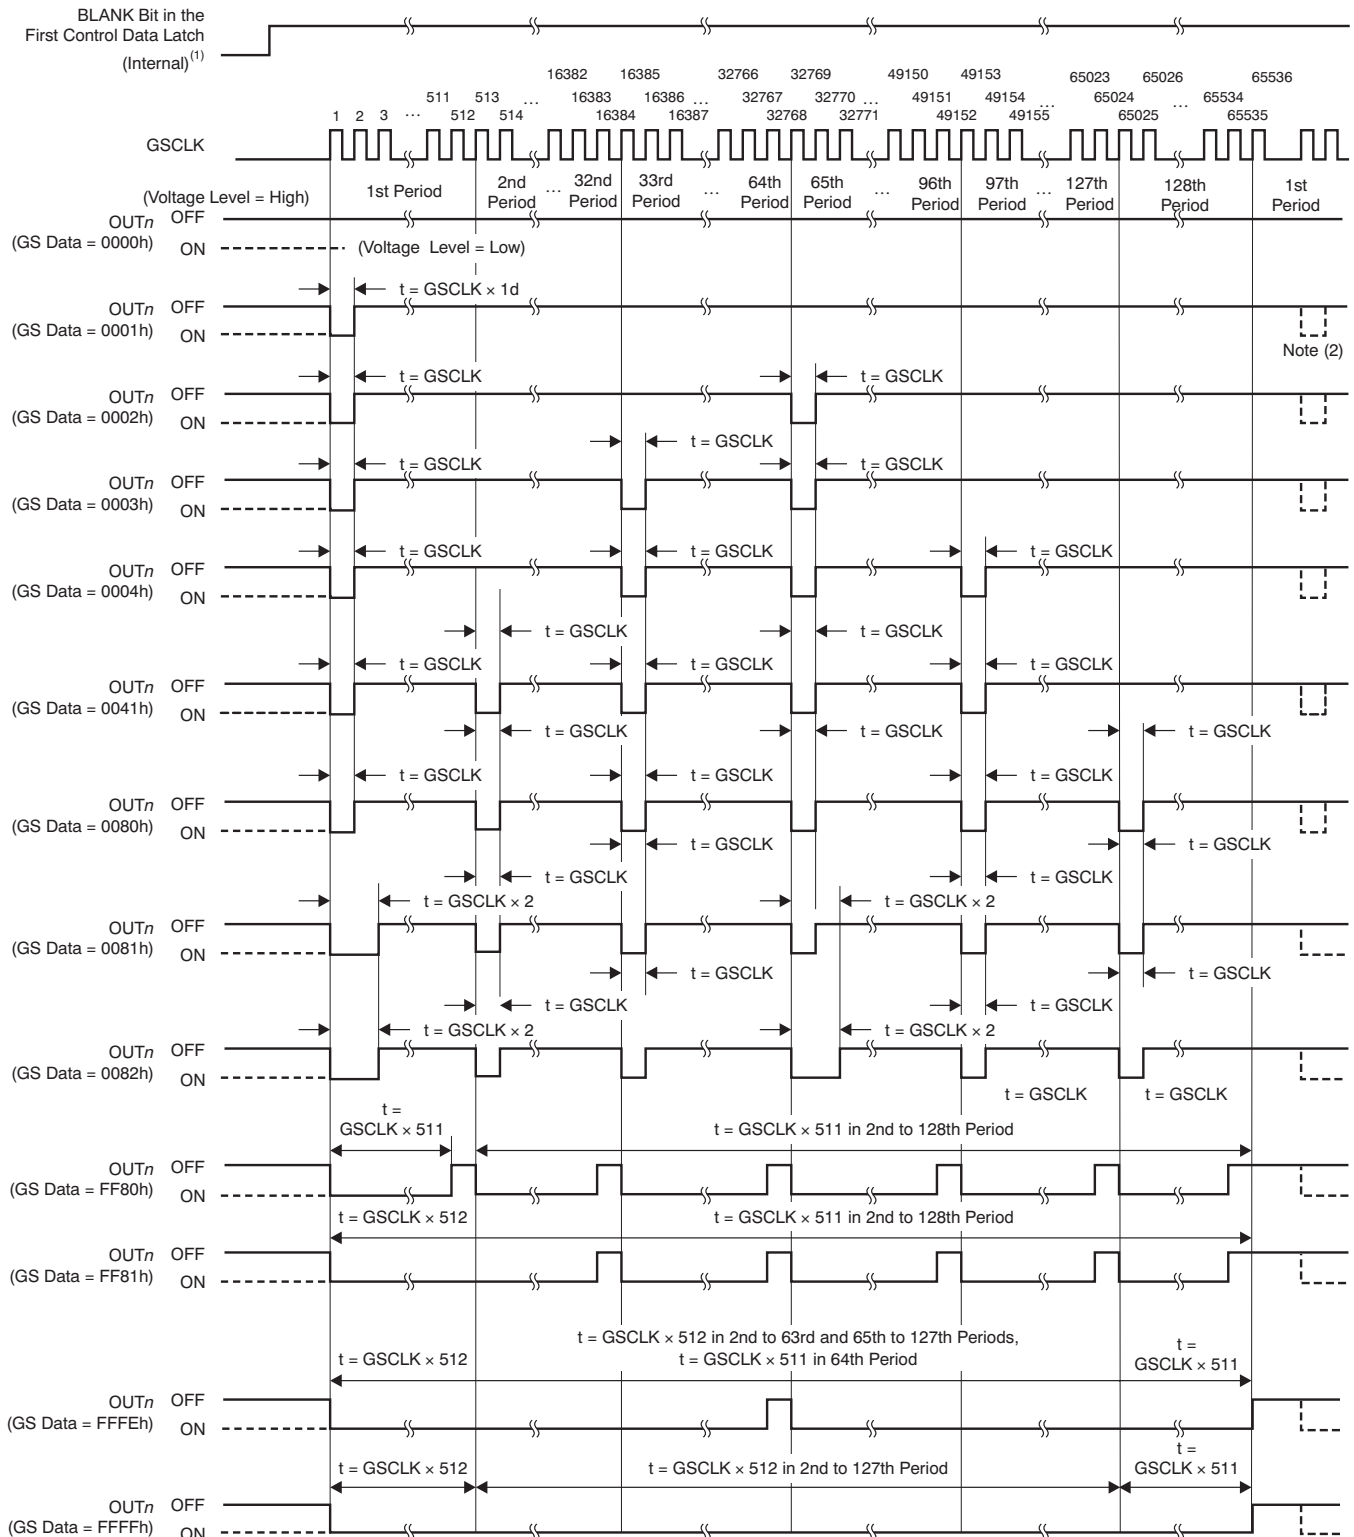 BLANK Bit in the
First Control Data Latch
(Internal)(1)
16382 16385 32766 32769 49150 49153 65023 65026 65536
511 513 ... 16383 16386 ... 32767 32770 ... 49151 49154 ... 65024 ... 65534
1 2 3 ... 512 514 16384 16387 32768 32771 49152 49155 65025 65535
GSCLK
(Voltage Level = High)
1st Period
2nd
Period
...
32nd
Period
33rd
Period
...
64th
Period
65th
Period
...
96th
Period
97th
Period
...
127th
Period
128th
Period
1st
Period
OUTn OFF
(GS Data = 0000h) ON (Voltage Level = Low)
t = GSCLK × 1d
OUTn OFF
(GS Data = 0001h) ON
Note (2)
t = GSCLK t = GSCLK
OUTn OFF
(GS Data = 0002h) ON
t = GSCLK
t = GSCLK t = GSCLK
OUTn OFF
(GS Data = 0003h) ON
t = GSCLK t = GSCLK t = GSCLK
OUTn OFF
(GS Data = 0004h) ON
t = GSCLK t = GSCLK
t = GSCLK t = GSCLK t = GSCLK
OUTn OFF
(GS Data = 0041h) ON
t = GSCLK t = GSCLK t = GSCLK
t = GSCLK t = GSCLK t = GSCLK
OUTn OFF
(GS Data = 0080h) ON
t = GSCLK t = GSCLK
t = GSCLK t = GSCLK
t = GSCLK × 2 t = GSCLK × 2
OUTn OFF
(GS Data = 0081h) ON
t = GSCLK t = GSCLK
t = GSCLK t = GSCLK
t = GSCLK × 2 t = GSCLK × 2
OUTn OFF
(GS Data = 0082h) ON
t = GSCLK t = GSCLK
t =
GSCLK × 511 t = GSCLK × 511 in 2nd to 128th Period
OUTn OFF
(GS Data = FF80h) ON
t = GSCLK × 512 t = GSCLK × 511 in 2nd to 128th Period
OUTn OFF
(GS Data = FF81h) ON
t = GSCLK × 512 in 2nd to 63rd and 65th to 127th Periods,
t = GSCLK × 512 t = GSCLK × 511 in 64th Period
t =
GSCLK × 511
OUTn OFF
(GS Data = FFFEh) ON
t = GSCLK × 512 t = GSCLK × 512 in 2nd to 127th Period
t =
GSCLK × 511
OUTn OFF
(GS Data = FFFFh) ON